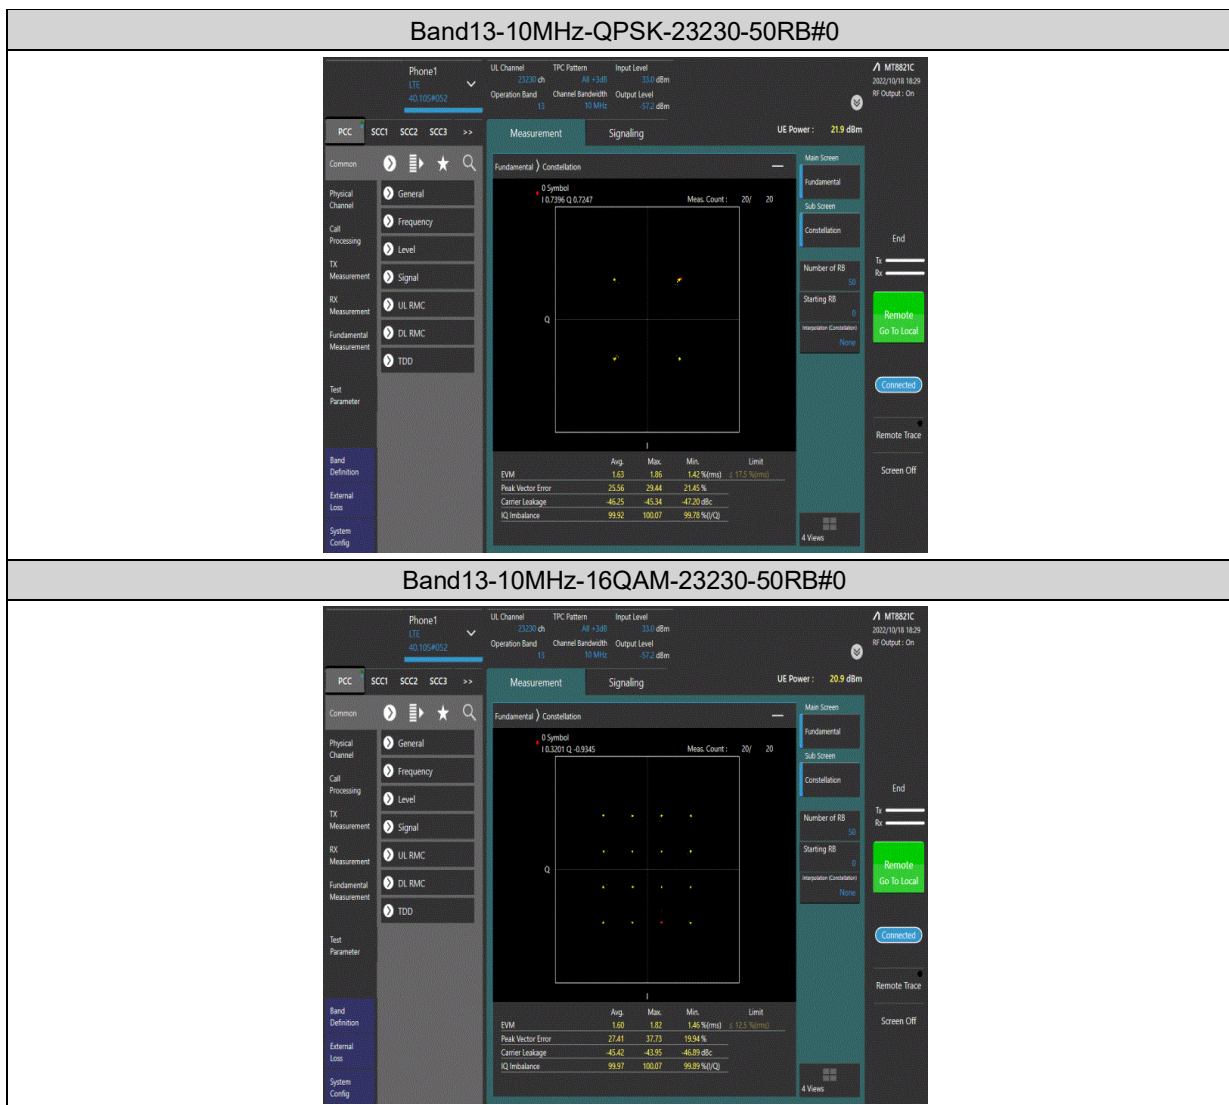 Band13-10MHz-QPSK-23230-50RB#0
Phone1
LTE
40.105#052
UL Channel TPC Pattern Input Level
23230 ch All +3dB 33.0 dBm
Operation Band Channel Bandwidth Output Level
13 10 MHz -57.2 dBm
MT8821C
2022/10/18 18:29
RF Output : On
PCC SCC1 SCC2 SCC3 >>
Measurement Signaling
UE Power : 21.9 dBm
Common
Physical
Channel
Call
Processing
TX
Measurement
RX
Measurement
Fundamental
Measurement
Test
Parameter
Band
Definition
External
Loss
System
Config
General
Frequency
Level
Signal
UL RMC
DL RMC
TDD
Fundamental 〉 Constellation
0 Symbol
I 0.7396 Q 0.7247 Meas. Count : 20/ 20
Q
I
Avg. Max. Min. Limit
EVM 1.63 1.86 1.42 %(rms) ≤ 17.5 %(rms)
Peak Vector Error 25.56 29.44 21.45 %
Carrier Leakage -46.25 -45.34 -47.20 dBc
IQ Imbalance 99.92 100.07 99.78 %(I/Q)
Main Screen
Fundamental
Sub Screen
Constellation
Number of RB
50
Starting RB
0
Interpolation (Constellation)
None
4 Views
End
Tx
Rx
Remote
Go To Local
Connected
Remote Trace
Screen Off
Band13-10MHz-16QAM-23230-50RB#0
Phone1
LTE
40.105#052
UL Channel TPC Pattern Input Level
23230 ch All +3dB 33.0 dBm
Operation Band Channel Bandwidth Output Level
13 10 MHz -57.2 dBm
MT8821C
2022/10/18 18:29
RF Output : On
PCC SCC1 SCC2 SCC3 >>
Measurement Signaling
UE Power : 20.9 dBm
Common
Physical
Channel
Call
Processing
TX
Measurement
RX
Measurement
Fundamental
Measurement
Test
Parameter
Band
Definition
External
Loss
System
Config
General
Frequency
Level
Signal
UL RMC
DL RMC
TDD
Fundamental 〉 Constellation
0 Symbol
I 0.3201 Q -0.9345 Meas. Count : 20/ 20
Q
I
Avg. Max. Min. Limit
EVM 1.60 1.82 1.46 %(rms) ≤ 12.5 %(rms)
Peak Vector Error 27.41 37.73 19.94 %
Carrier Leakage -45.42 -43.95 -46.89 dBc
IQ Imbalance 99.97 100.07 99.89 %(I/Q)
Main Screen
Fundamental
Sub Screen
Constellation
Number of RB
50
Starting RB
0
Interpolation (Constellation)
None
4 Views
End
Tx
Rx
Remote
Go To Local
Connected
Remote Trace
Screen Off